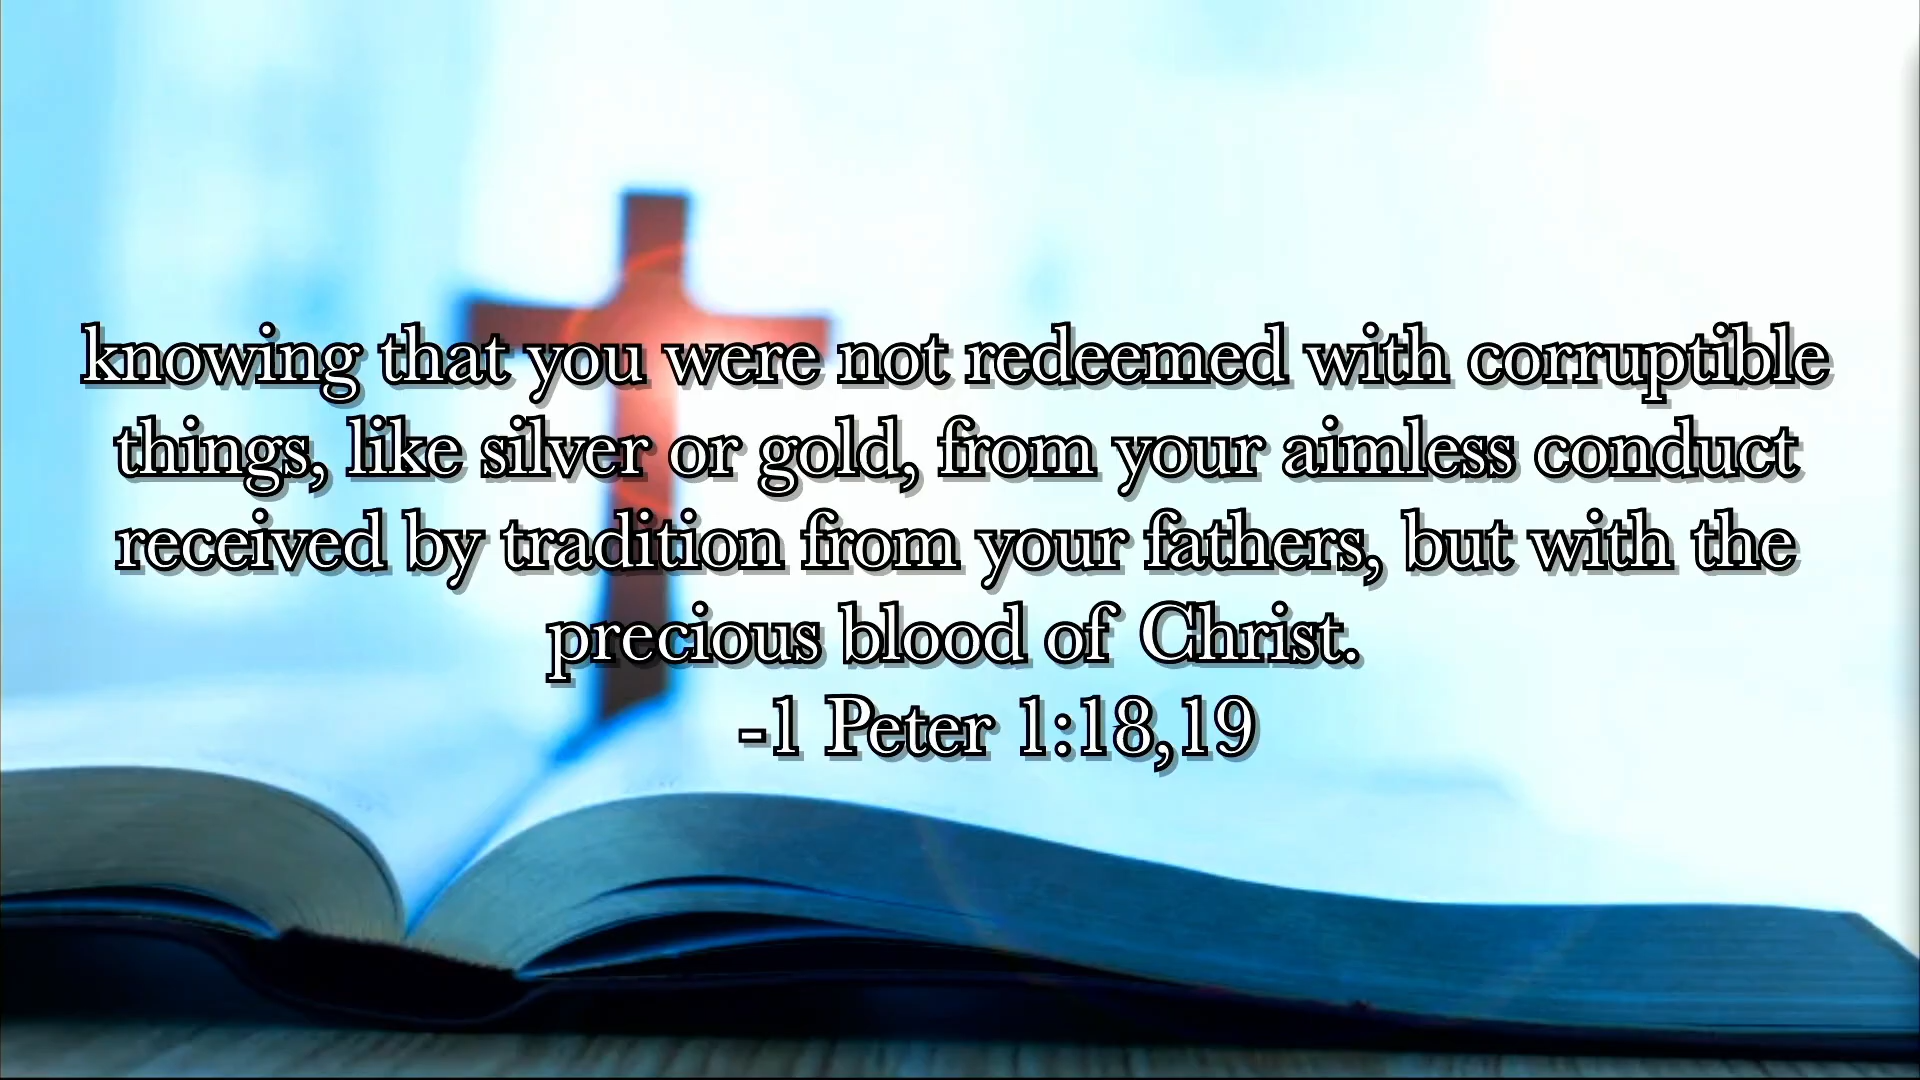 knowing that you were not redeemed with corruptible
things, like silver or gold, from your aimless conduct
received by tradition from your fathers, but with the
precious blood of Christ.
-1 Peter 1:18,19